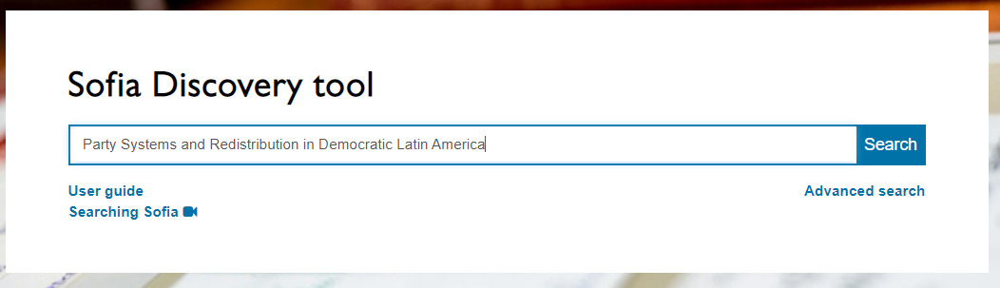 Sofia Discovery tool
Party Systems and Redistribution in Democratic Latin America
Search
User guide
Advanced search
Searching Sofia